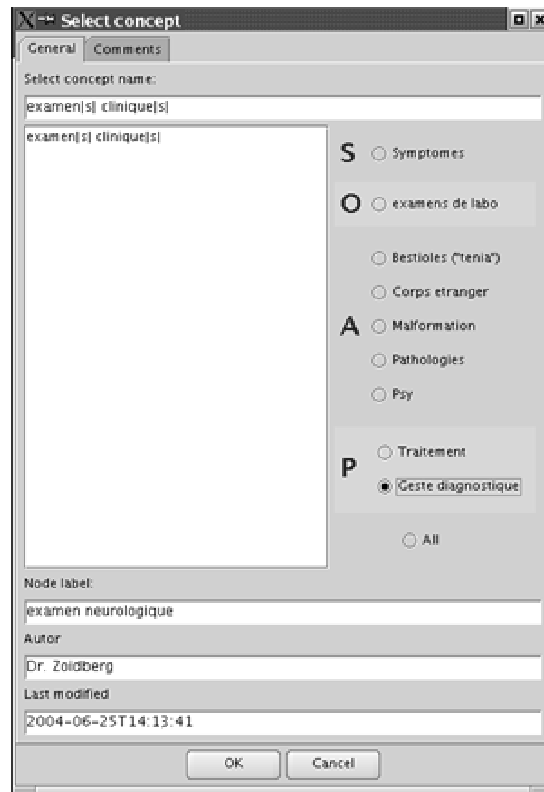 Select concept
General Comments
Select concept name:
examen|s| clinique|s|
examen|s| clinique|s|
S Symptomes
O examens de labo
Bestioles ("tenia")
Corps etranger
A Malformation
Pathologies
Psy
P
Traitement
Geste diagnostique
All
Node label:
examen neurologique
Autor
Dr. Zoidberg
Last modified
2004-06-25T14:13:41
OK Cancel